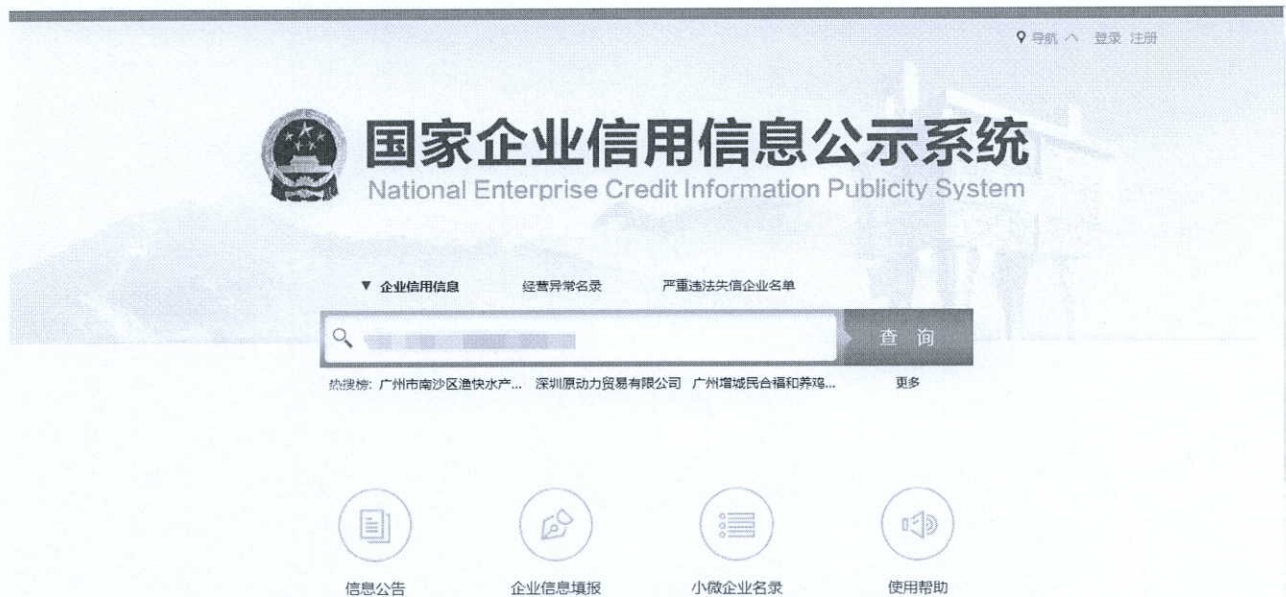 导航 登录 注册
国家企业信用信息公示系统
National Enterprise Credit Information Publicity System
企业信用信息 经营异常名录 严重违法失信企业名单
查询
热搜榜: 广州市南沙区渔快水产... 深圳原动力贸易有限公司 广州增城民合福和养鸡... 更多
信息公告 企业信息填报 小微企业名录 使用帮助